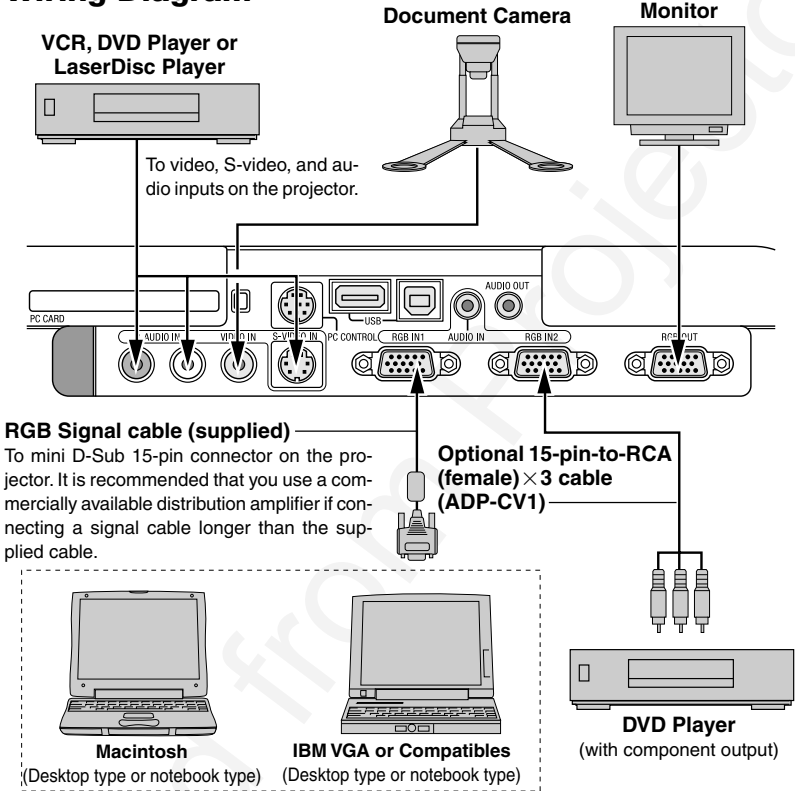 Wiring Diagram
Document Camera
Monitor
VCR, DVD Player or
LaserDisc Player
To video, S-video, and au-
dio inputs on the projector.
AUDIO OUT
USB
PC CARD
AUDIO IN
VIDEO IN
S-VIDEO IN
PC CONTROL
RGB IN1
AUDIO IN
RGB IN2
RGB OUT
RGB Signal cable (supplied)
To mini D-Sub 15-pin connector on the pro-
jector. It is recommended that you use a com-
mercially available distribution amplifier if con-
necting a signal cable longer than the sup-
plied cable.
Optional 15-pin-to-RCA
(female)×3 cable
(ADP-CV1)
Macintosh
(Desktop type or notebook type)
IBM VGA or Compatibles
(Desktop type or notebook type)
DVD Player
(with component output)
from